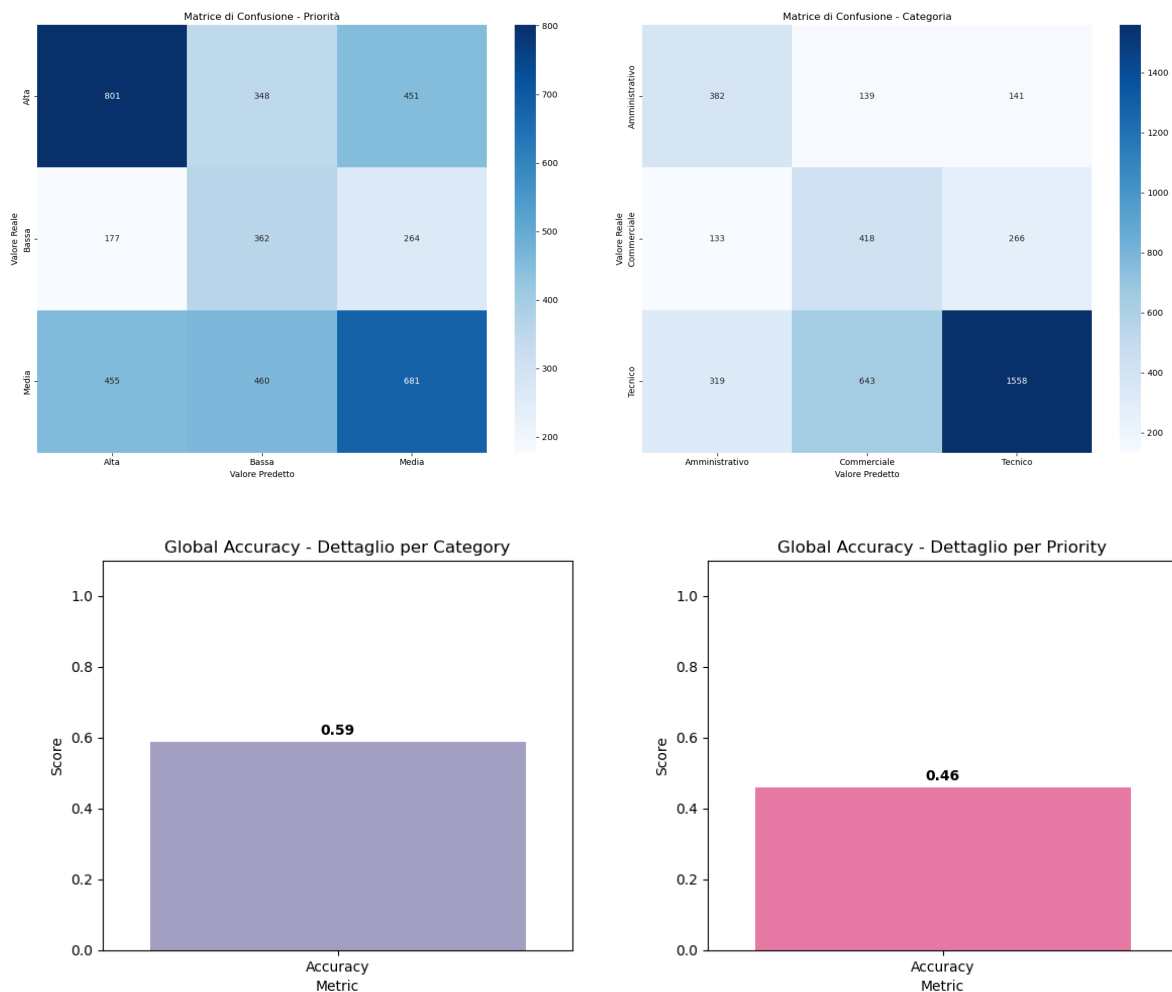 Matrice di Confusione - Priorità
Alta
Bassa
Media
Valore Reale
801 348 451
177 362 264
455 460 681
Alta Bassa Media
Valore Predetto
800
700
600
500
400
300
200
Matrice di Confusione - Categoria
Amministrativo
Commerciale
Tecnico
Valore Reale
382 139 141
133 418 266
319 643 1558
Amministrativo Commerciale Tecnico
Valore Predetto
1400
1200
1000
800
600
400
200
Global Accuracy - Dettaglio per Category
1.0
0.8
0.6
0.4
0.2
0.0
Score
0.59
Accuracy
Metric
Global Accuracy - Dettaglio per Priority
1.0
0.8
0.6
0.4
0.2
0.0
Score
0.46
Accuracy
Metric